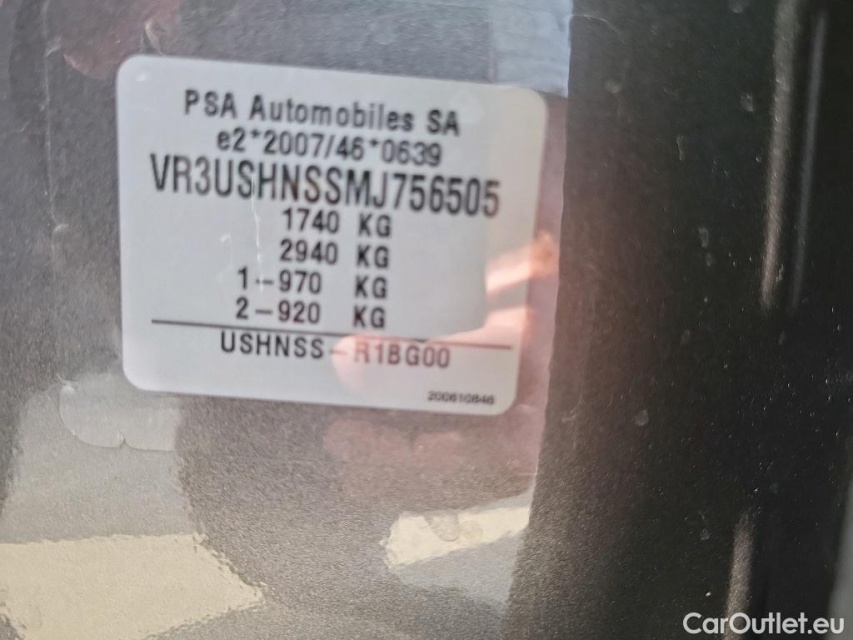 PSA Automobiles SA
e2*2007/46*0639
VR3USHNSSMJ756505
1740 KG
2940 KG
1-970 KG
2-920 KG
USHNSS-R1BG00
200610846
CarOutlet.eu